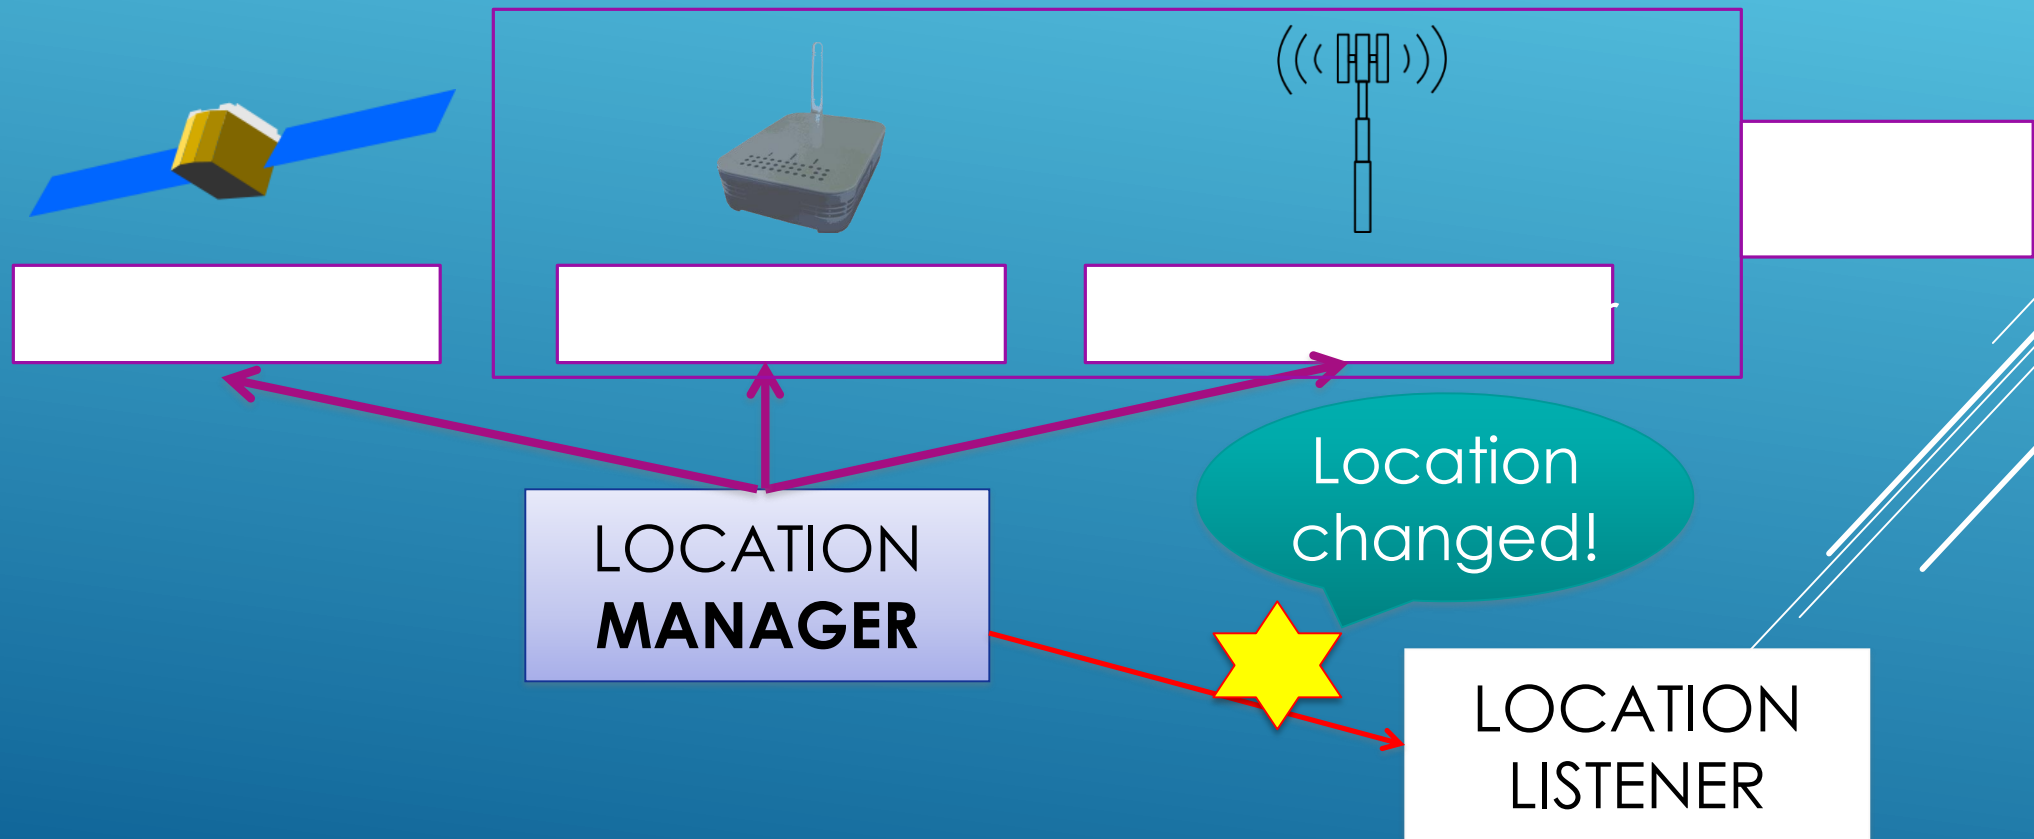 Location
changed!
LOCATION
MANAGER
LOCATION
LISTENER